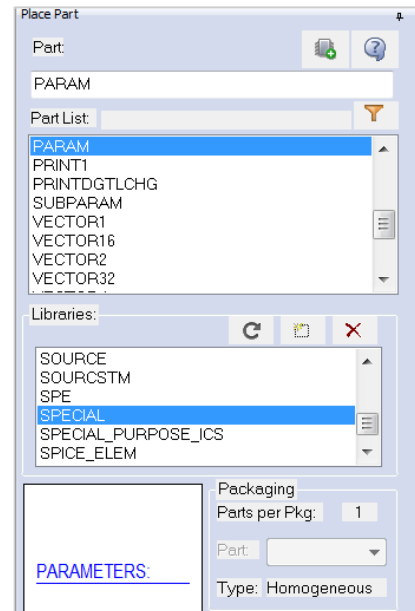 Place Part
Part:
PARAM
Part List:
PARAM
PRINT1
PRINTDGTLCHG
SUBPARAM
VECTOR1
VECTOR16
VECTOR2
VECTOR32
Libraries:
SOURCE
SOURCSTM
SPE
SPECIAL
SPECIAL_PURPOSE_ICS
SPICE_ELEM
PARAMETERS:
Packaging
Parts per Pkg: 1
Part:
Type: Homogeneous